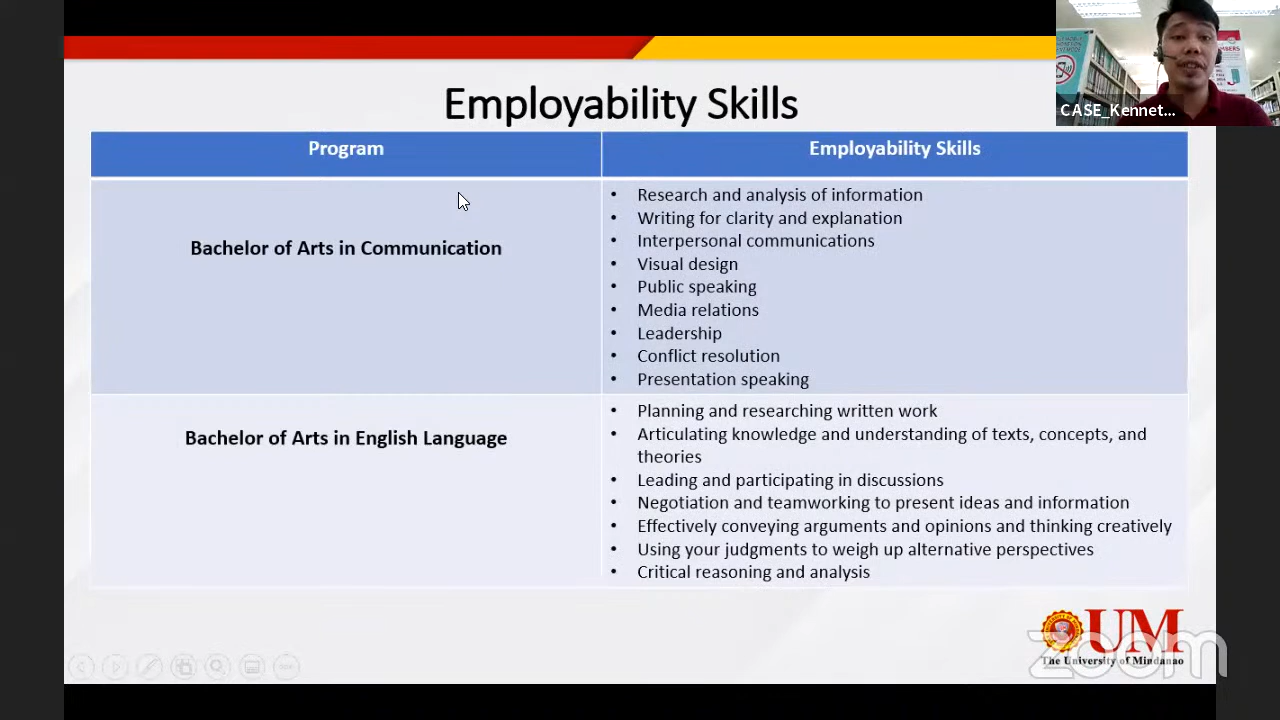 Employability Skills
CASE_Kennet...
Program
Employability Skills
Bachelor of Arts in Communication
• Research and analysis of information
• Writing for clarity and explanation
• Interpersonal communications
• Visual design
• Public speaking
• Media relations
• Leadership
• Conflict resolution
• Presentation speaking
Bachelor of Arts in English Language
• Planning and researching written work
• Articulating knowledge and understanding of texts, concepts, and
theories
• Leading and participating in discussions
• Negotiation and teamworking to present ideas and information
• Effectively conveying arguments and opinions and thinking creatively
• Using your judgments to weigh up alternative perspectives
• Critical reasoning and analysis
UM
The University of Mindanao
zoom